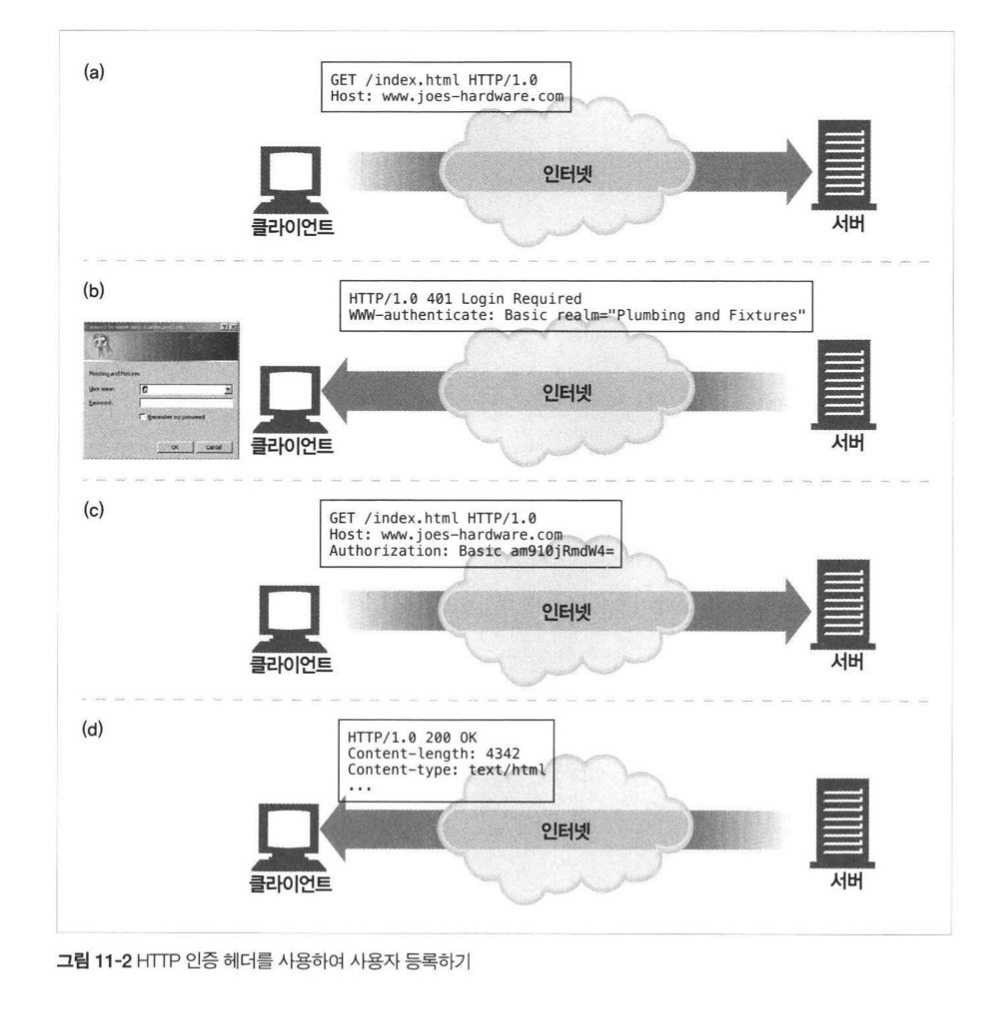 (a)
GET /index.html HTTP/1.0
Host: www.joes-hardware.com
인터넷
클라이언트
서버
(b)
HTTP/1.0 401 Login Required
WWW-authenticate: Basic realm="Plumbing and Fixtures"
Plumbing and Fixtures
User name:
Password:
Remember my password
OK
Cancel
인터넷
클라이언트
서버
(c)
GET /index.html HTTP/1.0
Host: www.joes-hardware.com
Authorization: Basic am910jRmdW4=
인터넷
클라이언트
서버
(d)
HTTP/1.0 200 OK
Content-length: 4342
Content-type: text/html
...
인터넷
클라이언트
서버
그림 11-2 HTTP 인증 헤더를 사용하여 사용자 등록하기